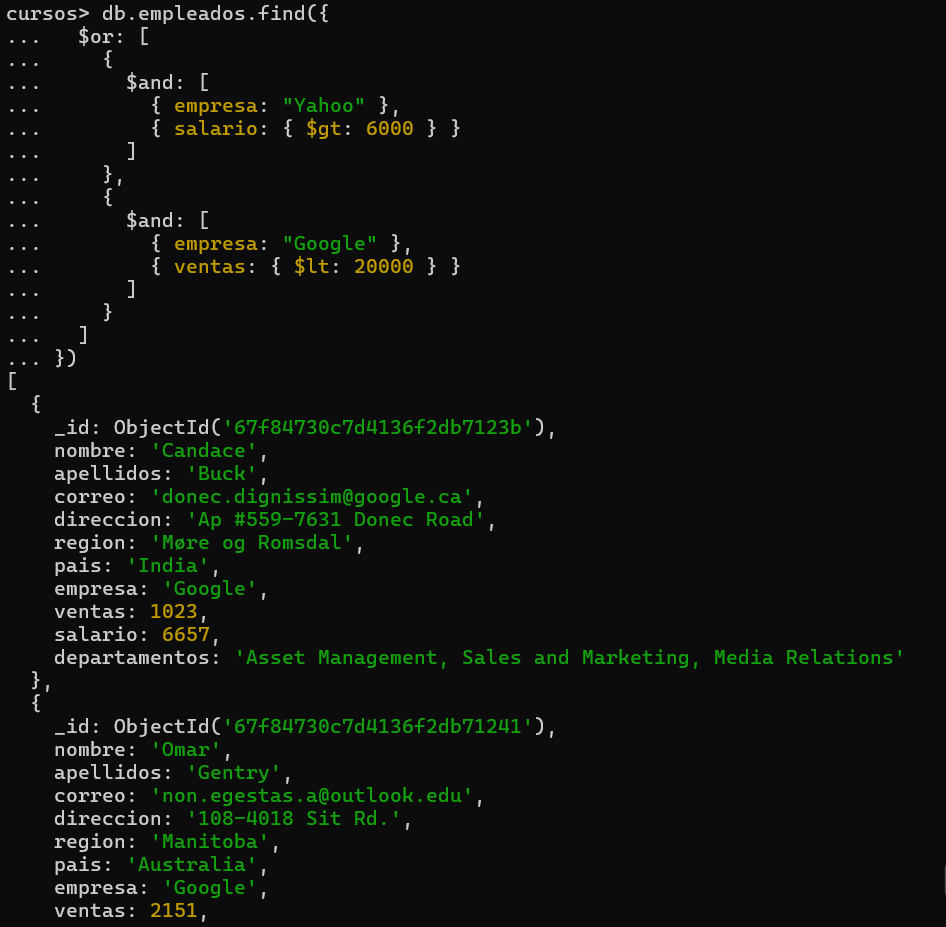 cursos> db.empleados.find({
...   $or: [
...     {
...       $and: [
...         { empresa: "Yahoo" },
...         { salario: { $gt: 6000 } }
...       ]
...     },
...     {
...       $and: [
...         { empresa: "Google" },
...         { ventas: { $lt: 20000 } }
...       ]
...     }
...   ]
... })
[
  {
    _id: ObjectId('67f84730c7d4136f2db7123b'),
    nombre: 'Candace',
    apellidos: 'Buck',
    correo: 'donec.dignissim@google.ca',
    direccion: 'Ap #559-7631 Donec Road',
    region: 'Møre og Romsdal',
    pais: 'India',
    empresa: 'Google',
    ventas: 1023,
    salario: 6657,
    departamentos: 'Asset Management, Sales and Marketing, Media Relations'
  },
  {
    _id: ObjectId('67f84730c7d4136f2db71241'),
    nombre: 'Omar',
    apellidos: 'Gentry',
    correo: 'non.egestas.a@outlook.edu',
    direccion: '108-4018 Sit Rd.',
    region: 'Manitoba',
    pais: 'Australia',
    empresa: 'Google',
    ventas: 2151,